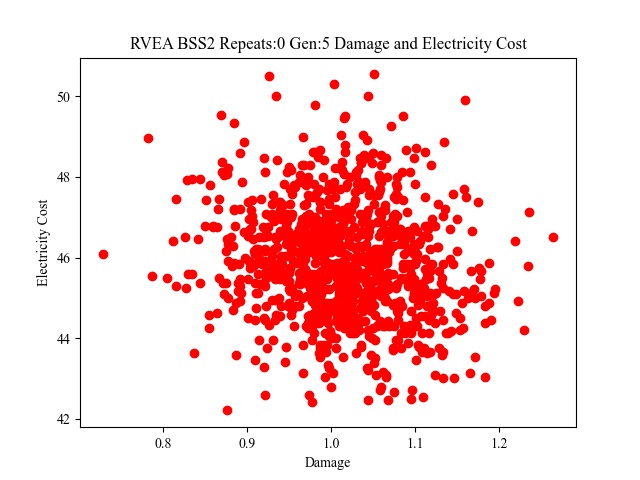 RVEA BSS2 Repeats:0 Gen:5 Damage and Electricity Cost
50
48
46
44
42
Electricity Cost
0.8 0.9 1.0 1.1 1.2
Damage